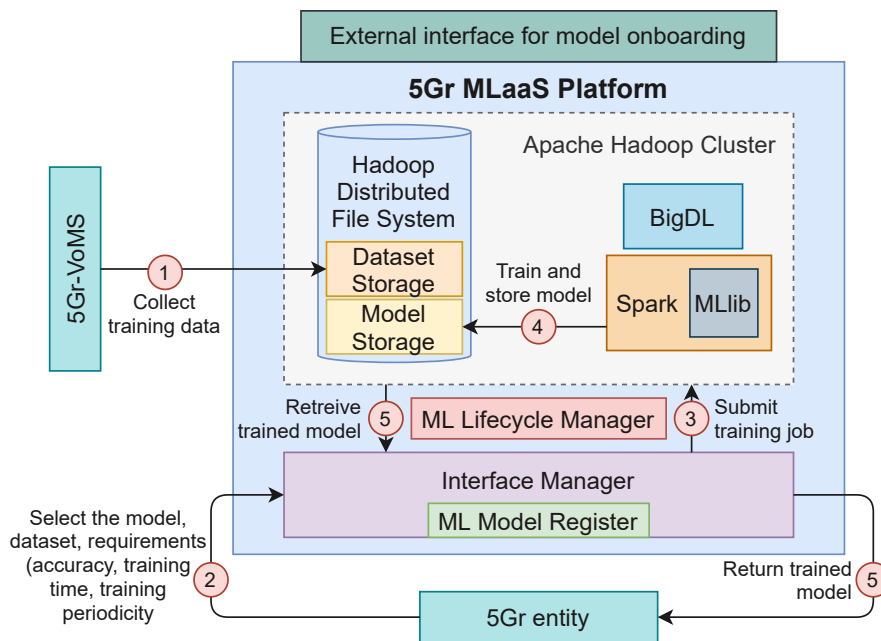 External interface for model onboarding
5Gr MLaaS Platform
Apache Hadoop Cluster
Hadoop
Distributed
File System
Dataset
Storage
Model
Storage
BigDL
Spark
MLlib
Train and
store model
4
5Gr-VoMS
1
Collect
training data
Retreive
trained model
5
ML Lifecycle Manager
3
Submit
training job
Interface Manager
ML Model Register
Select the model,
dataset, requirements
(accuracy, training
time, training
periodicity
2
Return trained
model
5
5Gr entity